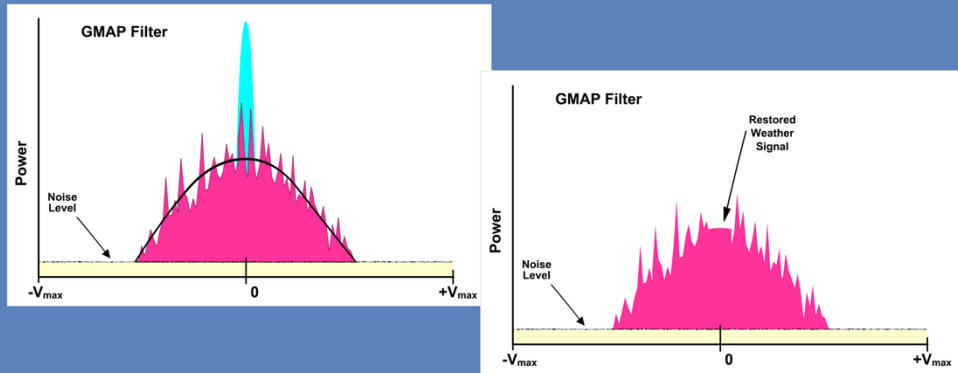 GMAP Filter
Power
Noise
Level
-Vmax
0
+Vmax
GMAP Filter
Restored
Weather
Signal
Power
Noise
Level
-Vmax
0
+Vmax